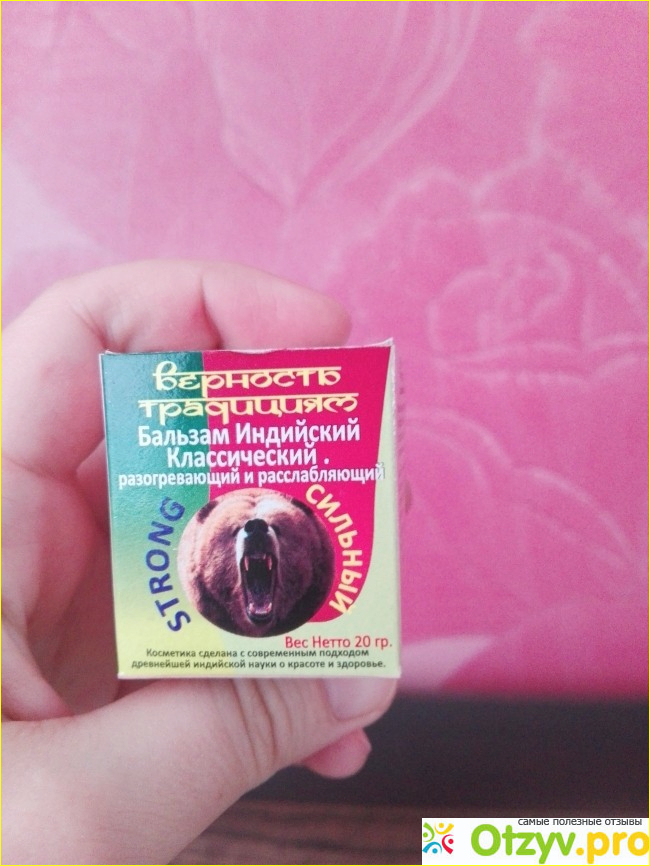 верность
традициям
Бальзам Индийский
Классический .
разогревающий и расслабляющий
STRONG
СИЛЬНЫЙ
Вес Нетто 20 гр.
Косметика сделана с современным подходом
древнейшей индийской науки о красоте и здоровье.
самые полезные отзывы
Otzyv.pro